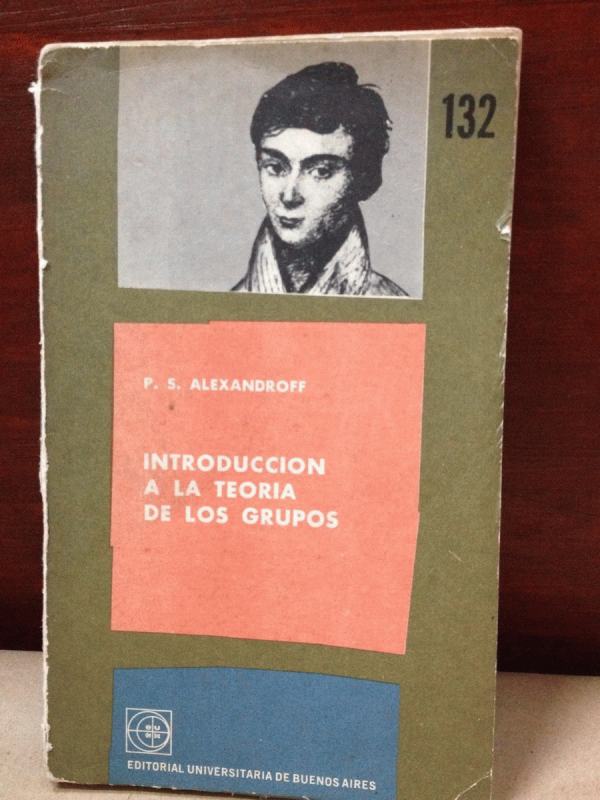 132
P. S. ALEXANDROFF
INTRODUCCION
A LA TEORIA
DE LOS GRUPOS
EDITORIAL UNIVERSITARIA DE BUENOS AIRES